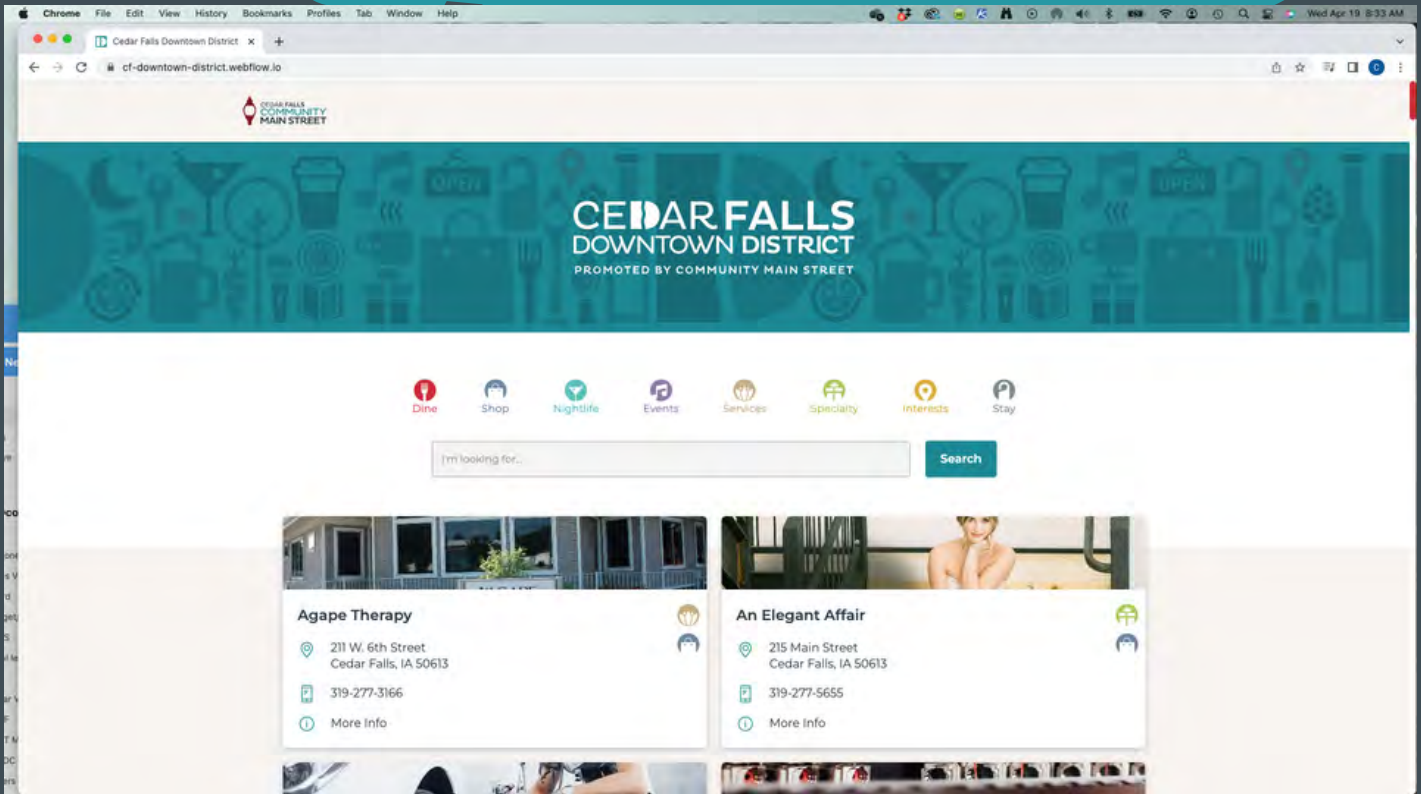 Chrome File Edit View History Bookmarks Profiles Tab Window Help Wed Apr 19 8:33 AM
Cedar Falls Downtown District
cf-downtown-district.webflow.io
CEDAR FALLS
COMMUNITY
MAIN STREET
OPEN
OPEN
CEDAR FALLS
DOWNTOWN DISTRICT
PROMOTED BY COMMUNITY MAIN STREET
Dine Shop Nightlife Events Services Specialty Interests Stay
I'm looking for... Search
Agape Therapy
211 W. 6th Street
Cedar Falls, IA 50613
319-277-3166
More Info
An Elegant Affair
215 Main Street
Cedar Falls, IA 50613
319-277-5655
More Info